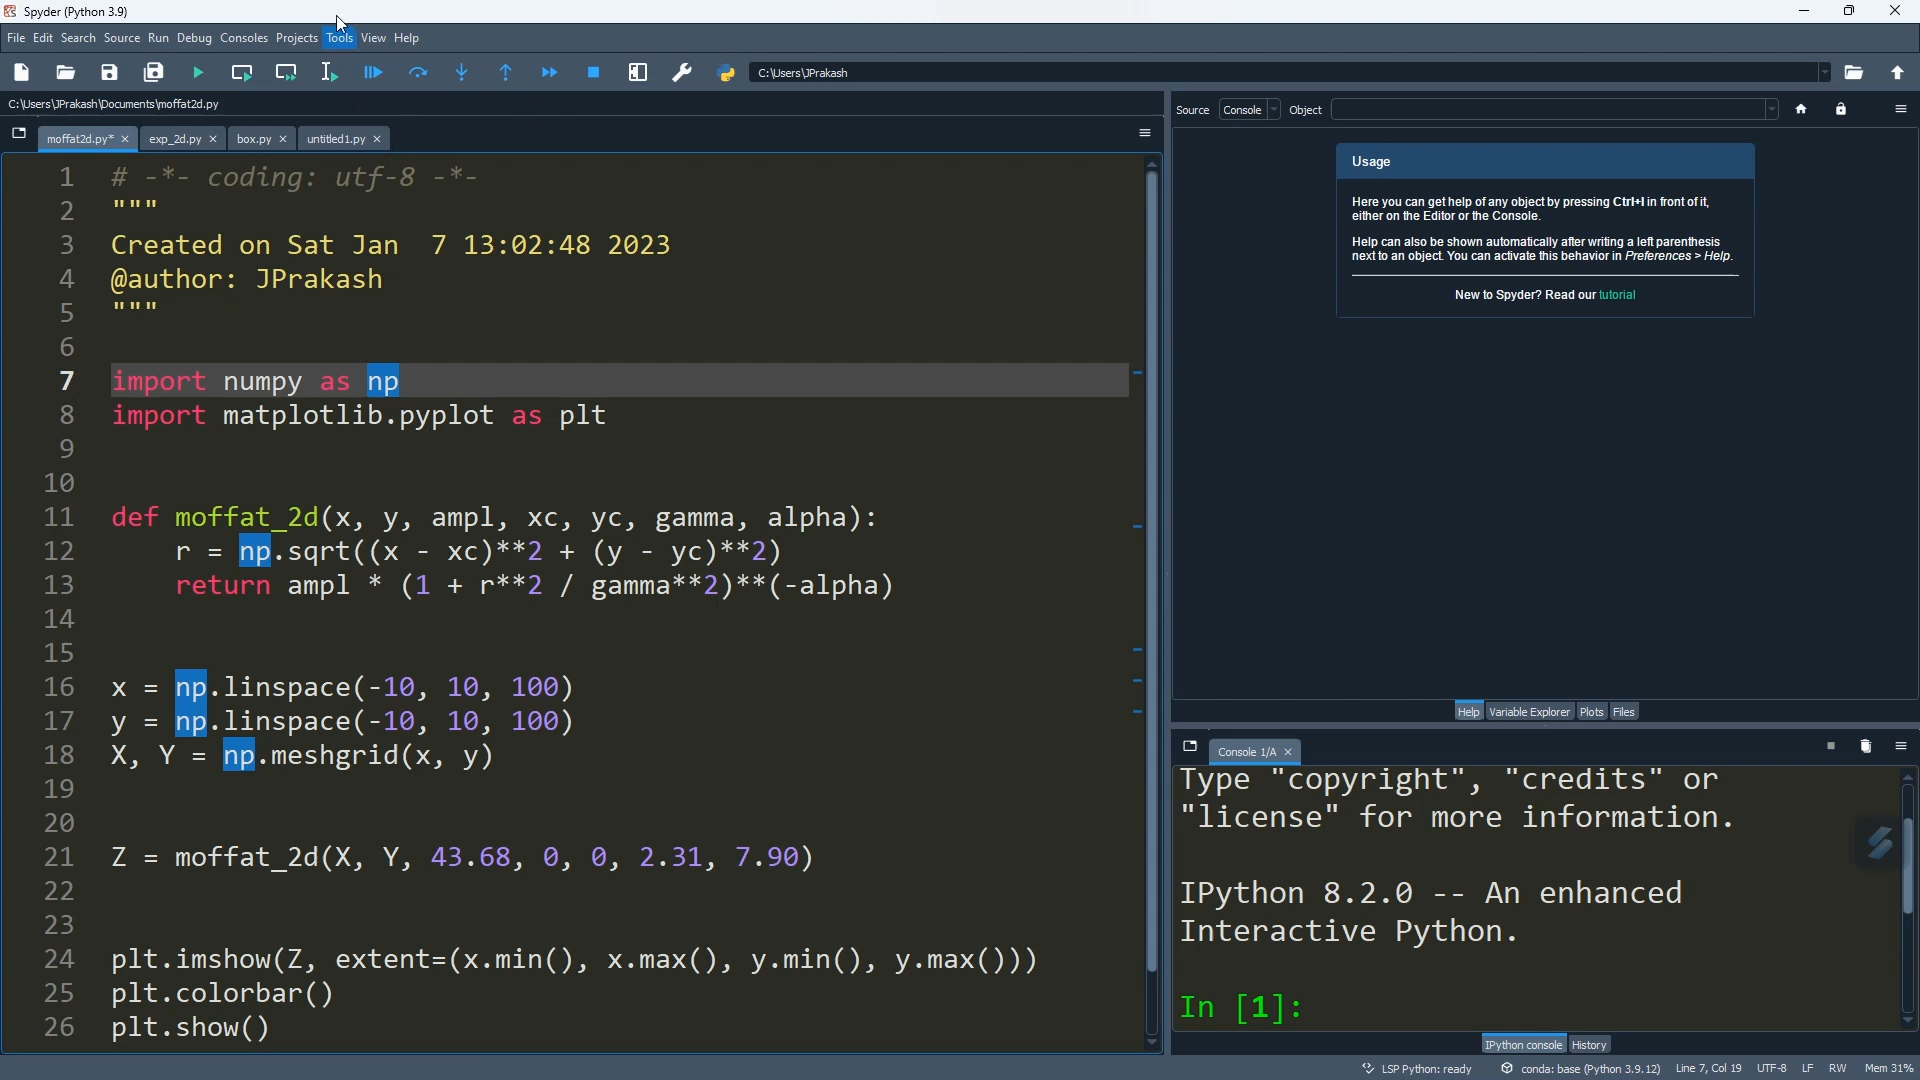 Spyder (Python 3.9)
File Edit Search Source Run Debug Consoles Projects Tools View Help
C:\Users\JPrakash
C:\Users\JPrakash\Documents\moffat2d.py
moffat2d.py* exp_2d.py box.py untitled1.py
1 # -*- coding: utf-8 -*-
2 """
3 Created on Sat Jan  7 13:02:48 2023
4 @author: JPrakash
5 """
6
7 import numpy as np
8 import matplotlib.pyplot as plt
9
10
11 def moffat_2d(x, y, ampl, xc, yc, gamma, alpha):
12     r = np.sqrt((x - xc)**2 + (y - yc)**2)
13     return ampl * (1 + r**2 / gamma**2)**(-alpha)
14
15
16 x = np.linspace(-10, 10, 100)
17 y = np.linspace(-10, 10, 100)
18 X, Y = np.meshgrid(x, y)
19
20
21 Z = moffat_2d(X, Y, 43.68, 0, 0, 2.31, 7.90)
22
23
24 plt.imshow(Z, extent=(x.min(), x.max(), y.min(), y.max()))
25 plt.colorbar()
26 plt.show()
Source Console Object
Usage
Here you can get help of any object by pressing Ctrl+I in front of it,
either on the Editor or the Console.
Help can also be shown automatically after writing a left parenthesis
next to an object. You can activate this behavior in Preferences > Help.
New to Spyder? Read our tutorial
Help Variable Explorer Plots Files
Console 1/A
Type "copyright", "credits" or
"license" for more information.
IPython 8.2.0 -- An enhanced
Interactive Python.
In [1]:
IPython console History
LSP Python: ready conda: base (Python 3.9.12) Line 7, Col 19 UTF-8 LF RW Mem 31%